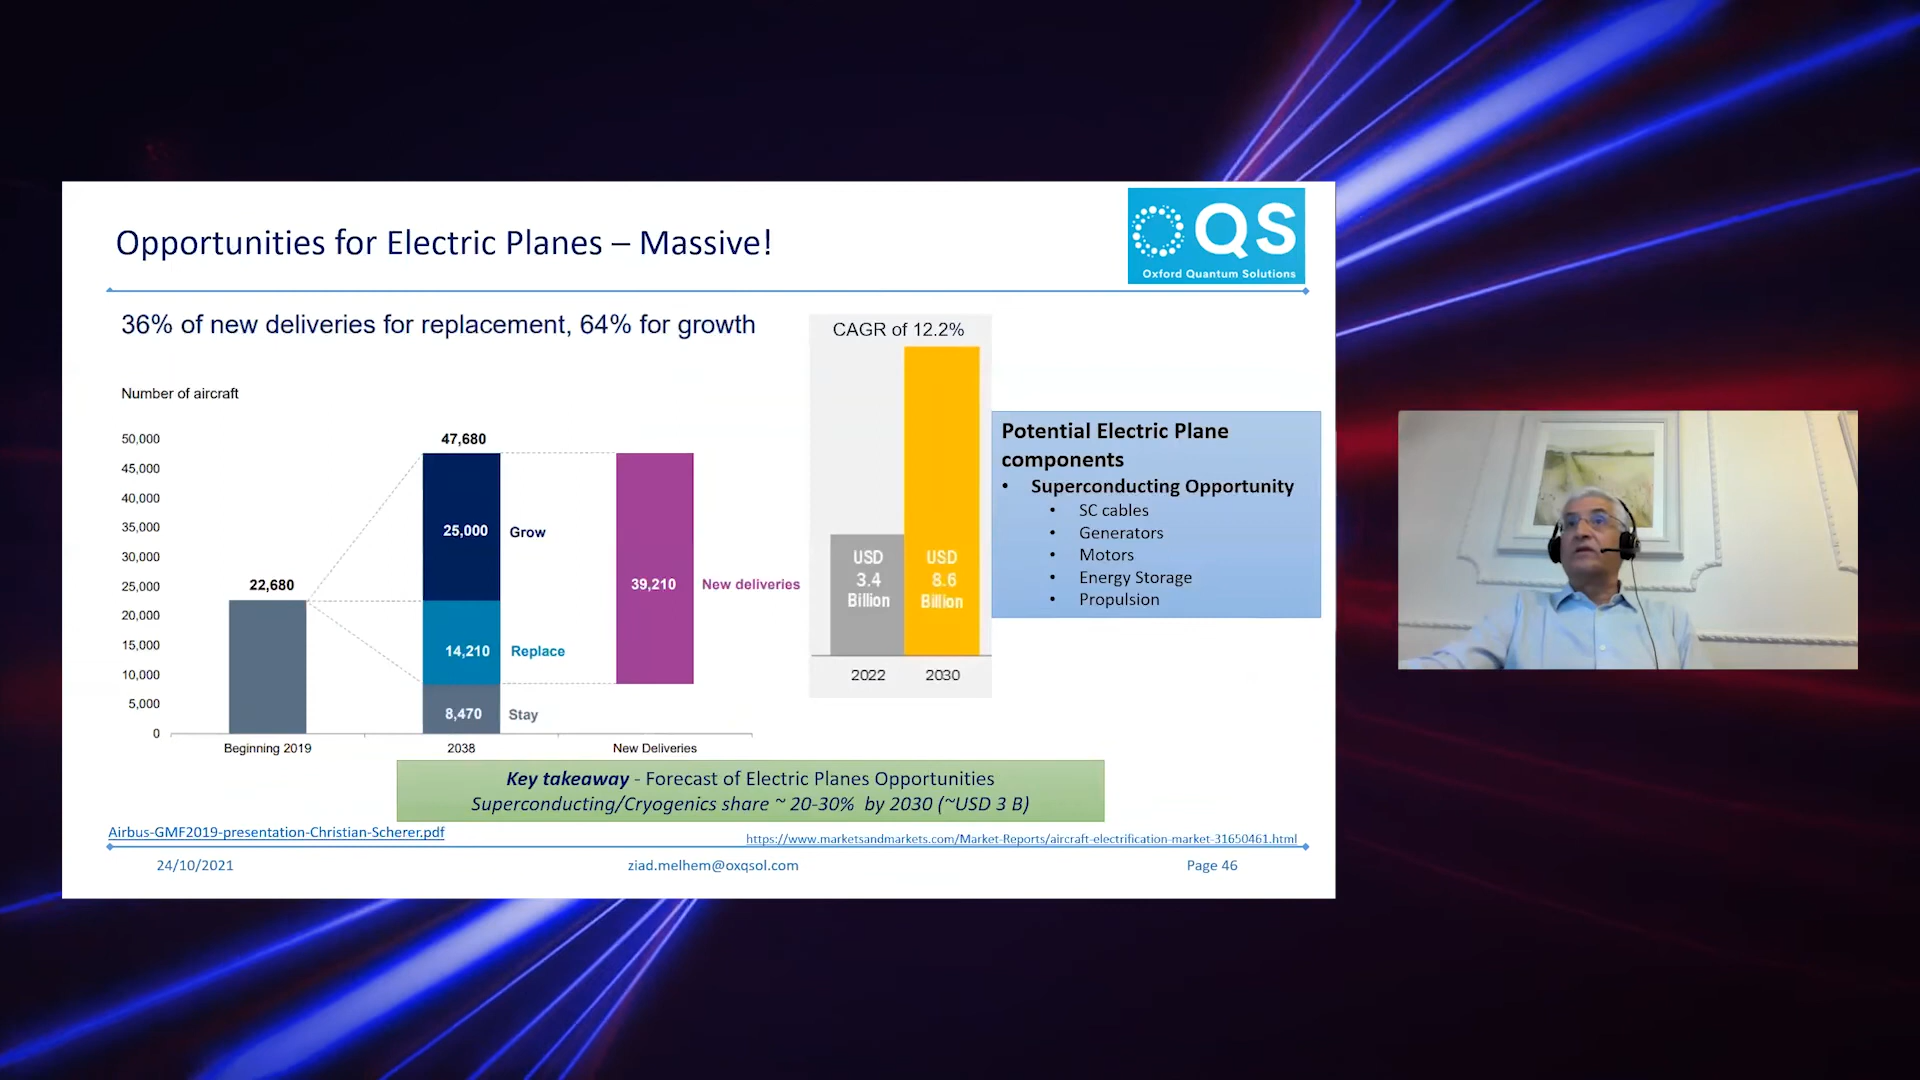 Opportunities for Electric Planes – Massive!
QS
Oxford Quantum Solutions
36% of new deliveries for replacement, 64% for growth
Number of aircraft
50,000
45,000
40,000
35,000
30,000
25,000
20,000
15,000
10,000
5,000
0
22,680
47,680
25,000 Grow
14,210 Replace
8,470 Stay
39,210 New deliveries
Beginning 2019
2038
New Deliveries
CAGR of 12.2%
USD
3.4
Billion
USD
8.6
Billion
2022
2030
Potential Electric Plane
components
• Superconducting Opportunity
• SC cables
• Generators
• Motors
• Energy Storage
• Propulsion
Key takeaway - Forecast of Electric Planes Opportunities
Superconducting/Cryogenics share ~ 20-30% by 2030 (~USD 3 B)
Airbus-GMF2019-presentation-Christian-Scherer.pdf
https://www.marketsandmarkets.com/Market-Reports/aircraft-electrification-market-31650461.html
24/10/2021
ziad.melhem@oxqsol.com
Page 46